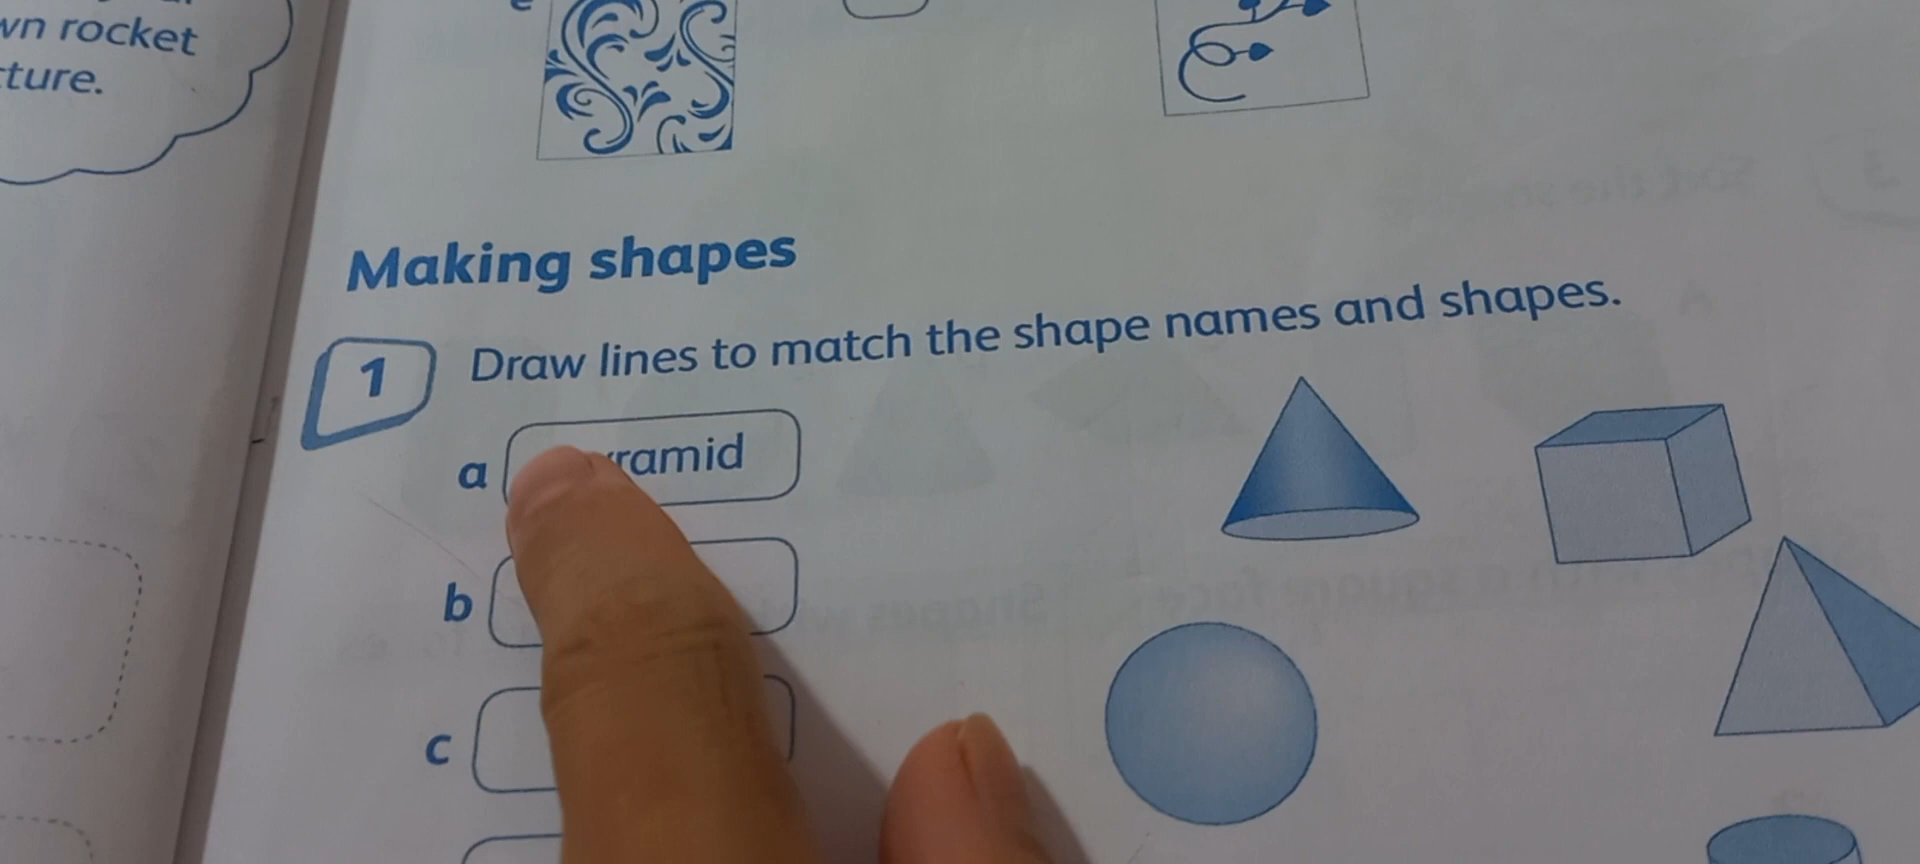 wn rocket
ture.
Making shapes
1 Draw lines to match the shape names and shapes.
a ramid
b
c